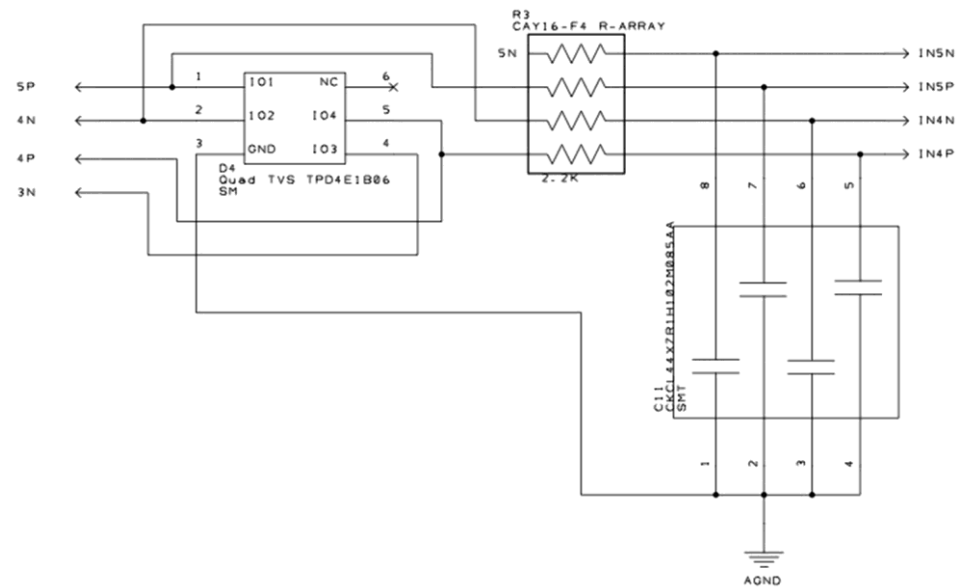 R3
CAY16-F4 R-ARRAY
5N
IN5N
5P
1
IO1
NC
6
IN5P
4N
2
IO2
IO4
5
IN4N
4P
3
GND
IO3
4
IN4P
D4
Quad TVS TPD4E1B06
SM
2.2K
3N
8
7
6
5
C11
CKCL44X7R1H102M085AA
SMT
1
2
3
4
AGND